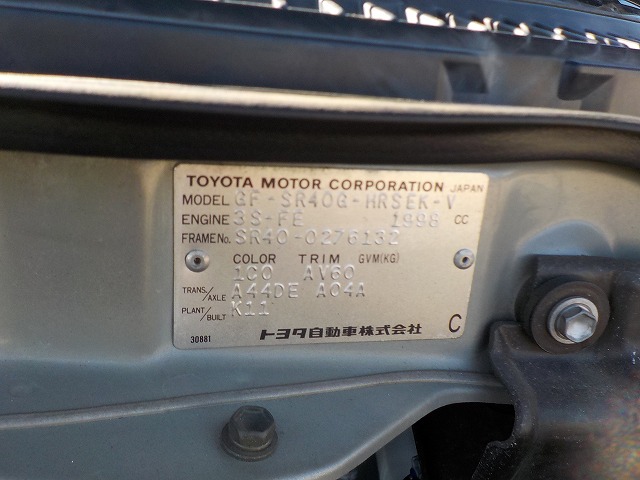 TOYOTA MOTOR CORPORATION JAPAN
MODEL GF-SR40G-HRSEK-V
ENGINE 3S-FE 1998 CC
FRAME No. SR40-0276132
COLOR TRIM GVM(KG)
1C0 AV60
TRANS./AXLE A44DE A04A
PLANT/BUILT K11
トヨタ自動車株式会社 C
30881